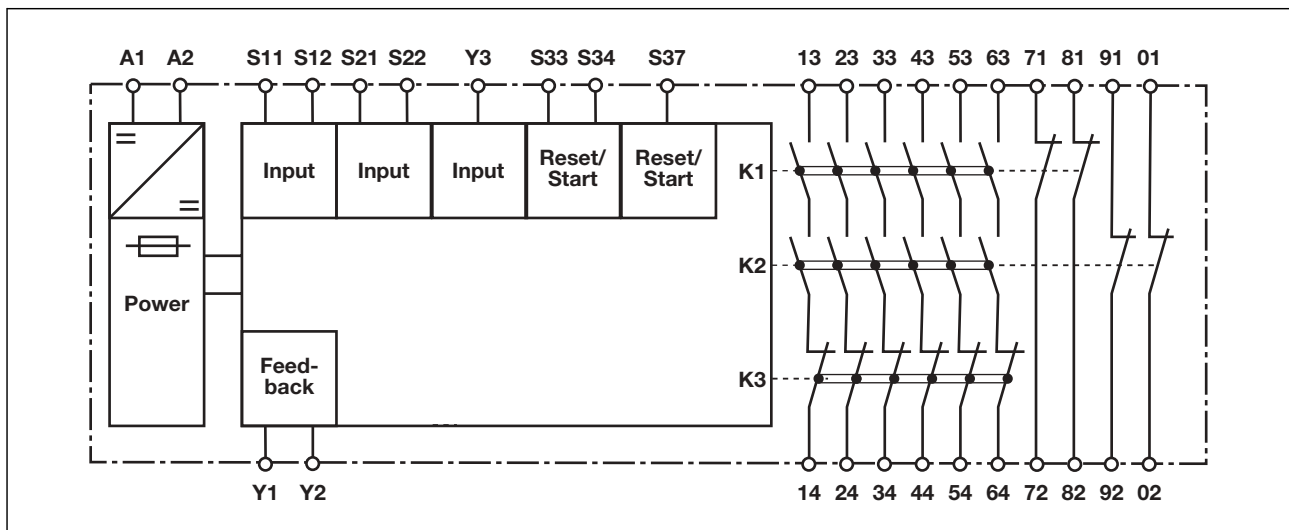 A1 A2 S11 S12 S21 S22 Y3 S33 S34 S37 13 23 33 43 53 63 71 81 91 01
Input Input Input Reset/ Reset/
Start Start
K1
K2
Power
Feed-
back
K3
Y1 Y2 14 24 34 44 54 64 72 82 92 02